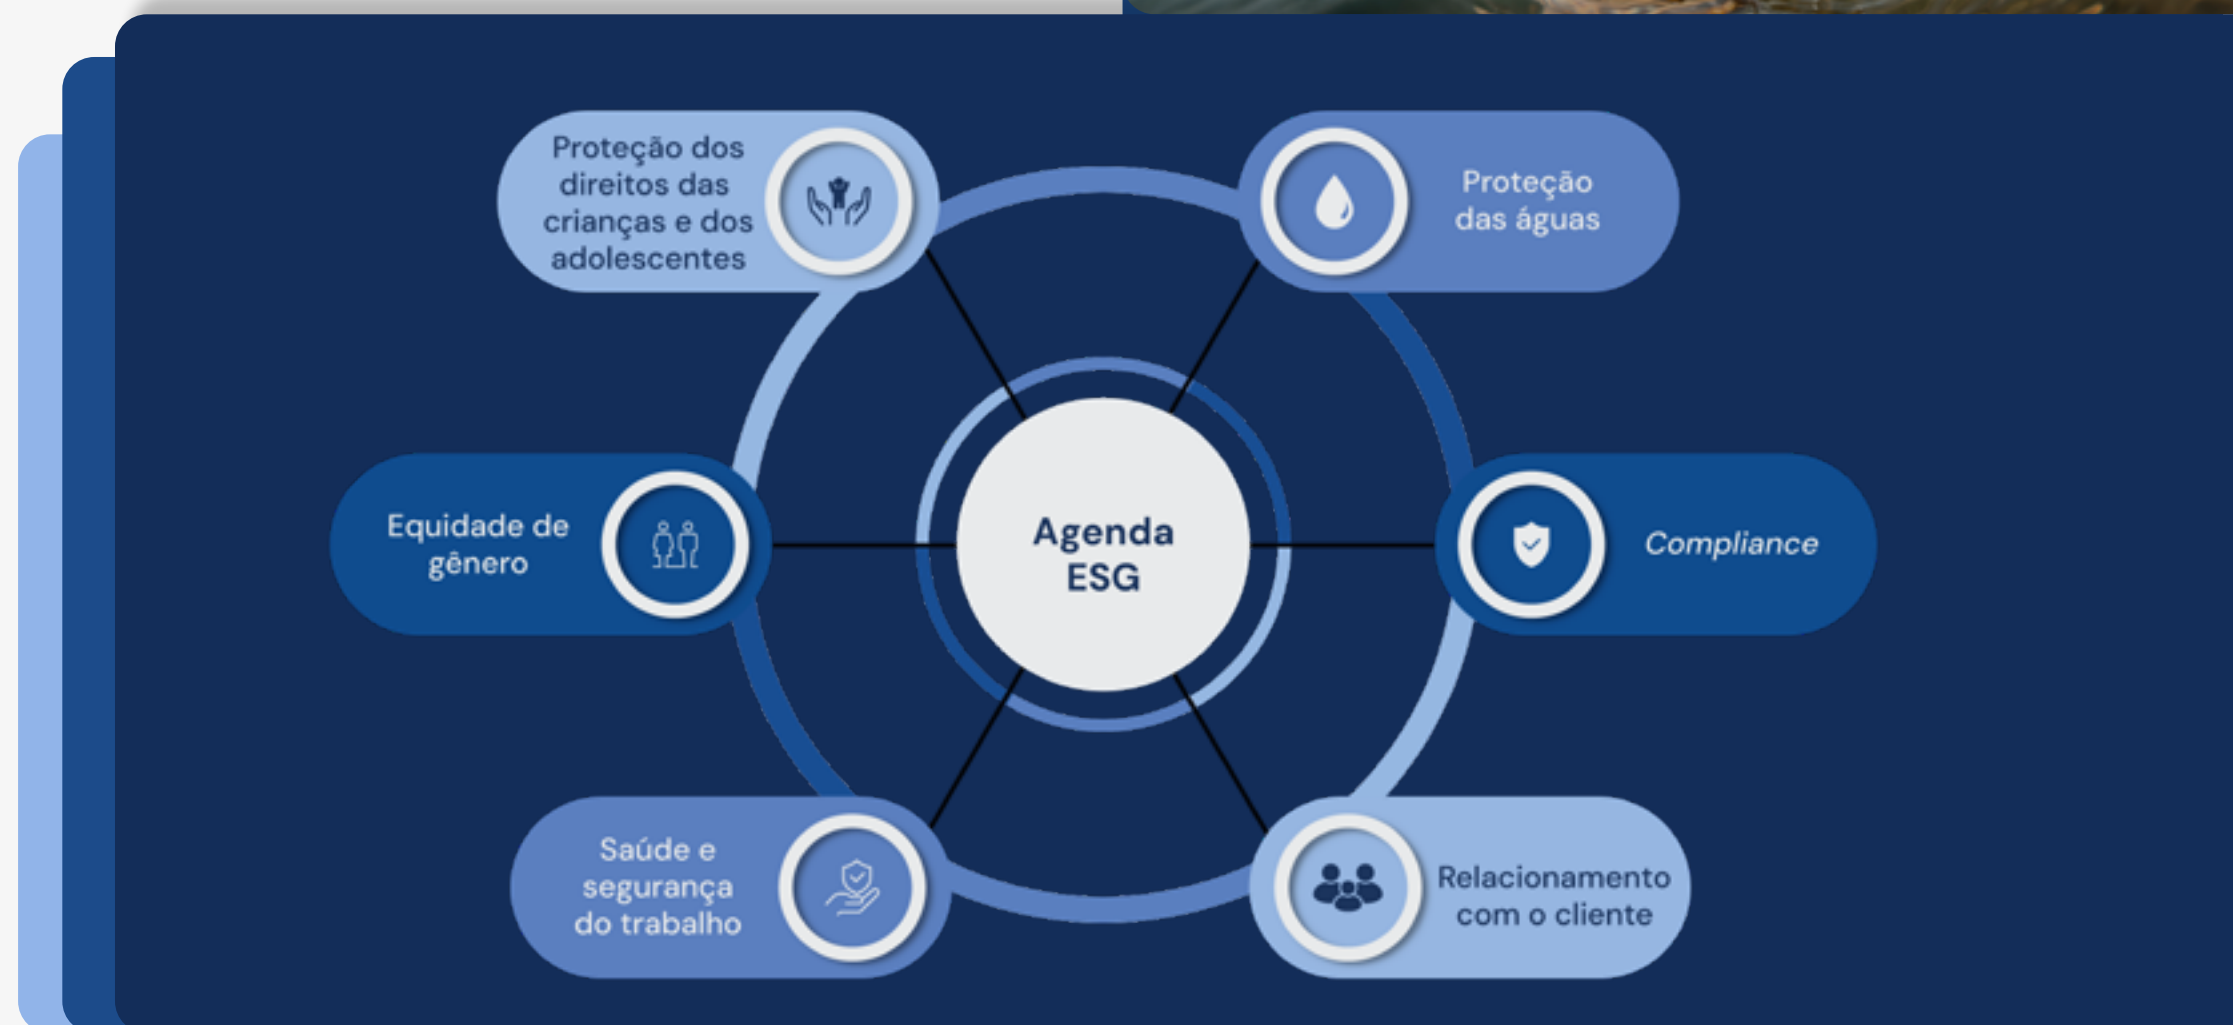 Proteção dos
direitos das
crianças e dos
adolescentes
Proteção
das águas
Equidade de
gênero
Agenda
ESG
Compliance
Saúde e
segurança
do trabalho
Relacionamento
com o cliente